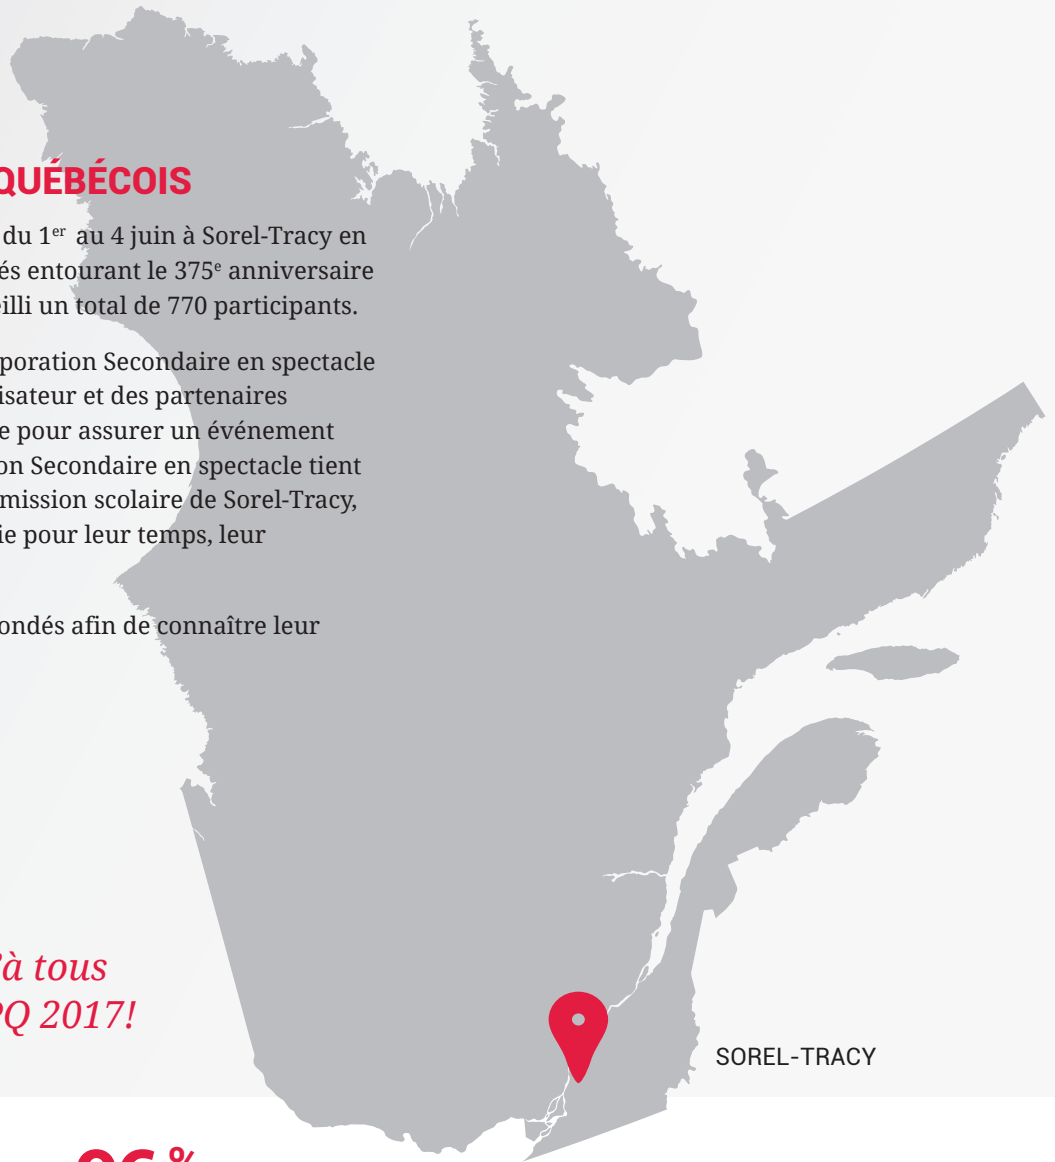 QUÉBÉCOIS
du 1er au 4 juin à Sorel-Tracy en
és entourant le 375e anniversaire
illi un total de 770 participants.
poration Secondaire en spectacle
isateur et des partenaires
e pour assurer un événement
on Secondaire en spectacle tient
mission scolaire de Sorel-Tracy,
ie pour leur temps, leur
ondés afin de connaître leur
à tous
Q 2017!
SOREL-TRACY
%